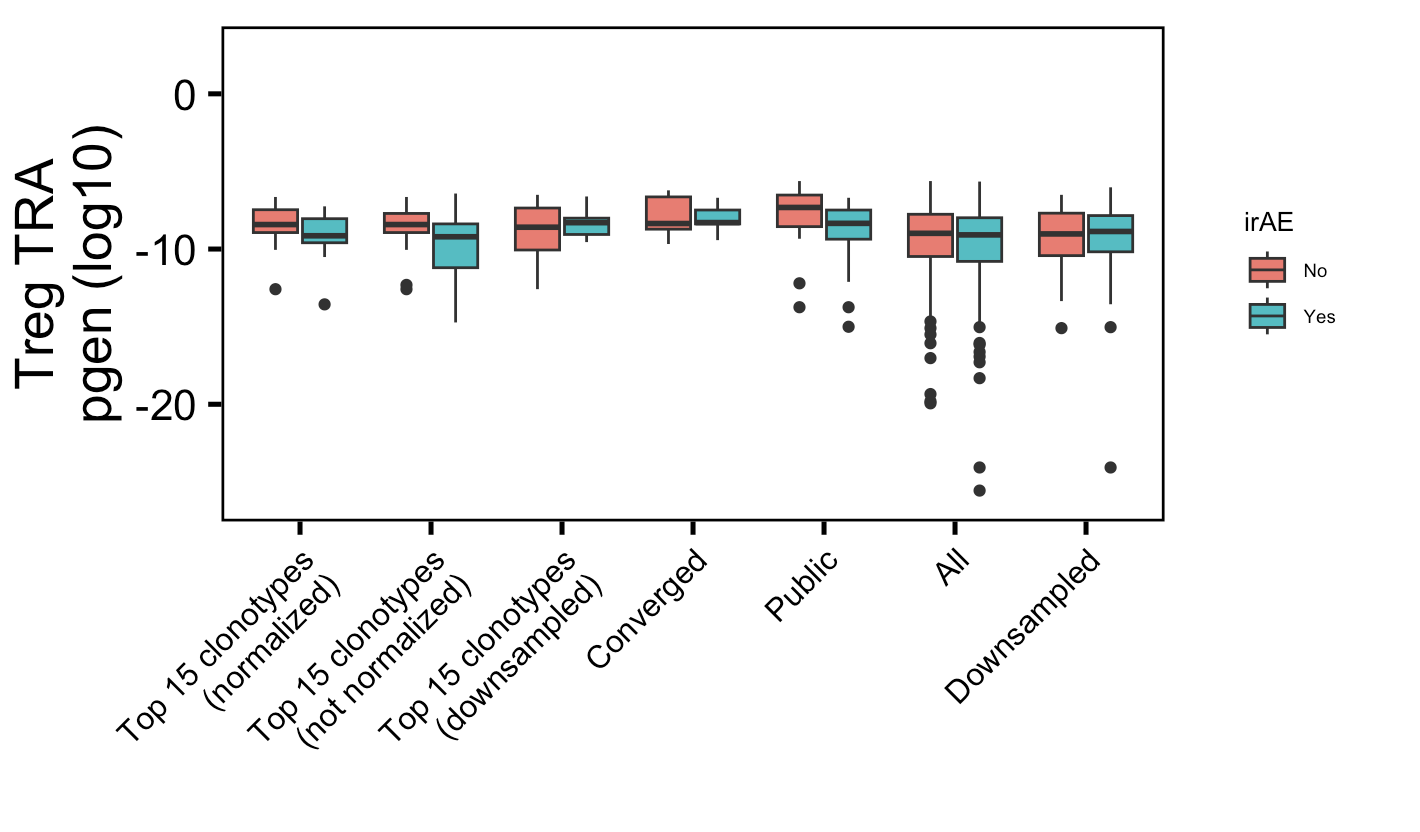 Treg TRA
pgen (log10)
0
-10
-20
Top 15 clonotypes
(normalized)
Top 15 clonotypes
(not normalized)
Top 15 clonotypes
(downsampled)
Converged
Public
All
Downsampled
irAE
No
Yes